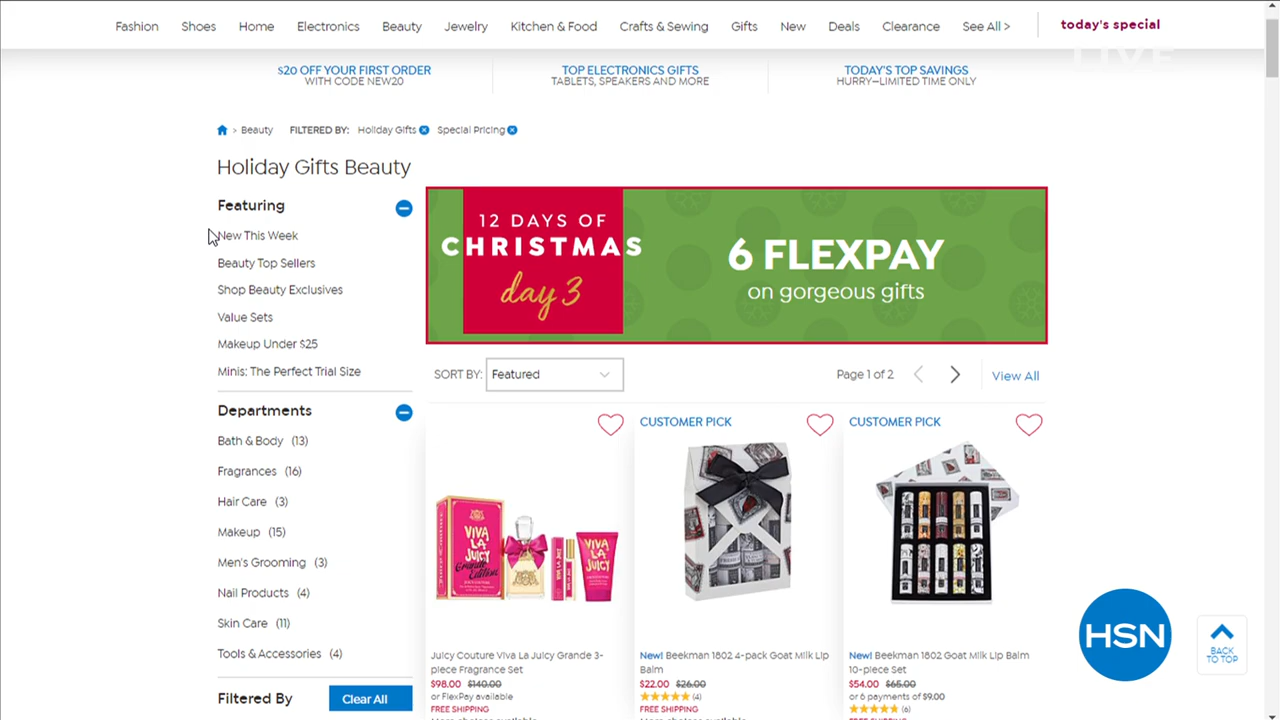 Fashion Shoes Home Electronics Beauty Jewelry Kitchen & Food Crafts & Sewing Gifts New Deals Clearance See All > today's special
LIVE
$20 OFF YOUR FIRST ORDER
WITH CODE NEW20
TOP ELECTRONICS GIFTS
TABLETS, SPEAKERS AND MORE
TODAY'S TOP SAVINGS
HURRY—LIMITED TIME ONLY
> Beauty FILTERED BY: Holiday Gifts Special Pricing
Holiday Gifts Beauty
Featuring
New This Week
Beauty Top Sellers
Shop Beauty Exclusives
Value Sets
Makeup Under $25
Minis: The Perfect Trial Size
Departments
Bath & Body (13)
Fragrances (16)
Hair Care (3)
Makeup (15)
Men's Grooming (3)
Nail Products (4)
Skin Care (11)
Tools & Accessories (4)
Filtered By Clear All
12 DAYS OF
CHRISTMAS
day 3
6 FLEXPAY
on gorgeous gifts
SORT BY: Featured
Page 1 of 2 View All
VIVA LA JUICY
VIVA LA JUICY
Juicy Couture Viva La Juicy Grande 3-
piece Fragrance Set
$98.00 $140.00
or FlexPay available
FREE SHIPPING
CUSTOMER PICK
New! Beekman 1802 4-pack Goat Milk Lip
Balm
$22.00 $26.00
(4)
FREE SHIPPING
CUSTOMER PICK
New! Beekman 1802 Goat Milk Lip Balm
10-piece Set
$54.00 $65.00
or 6 payments of $9.00
(6)
HSN
BACK
TO TOP